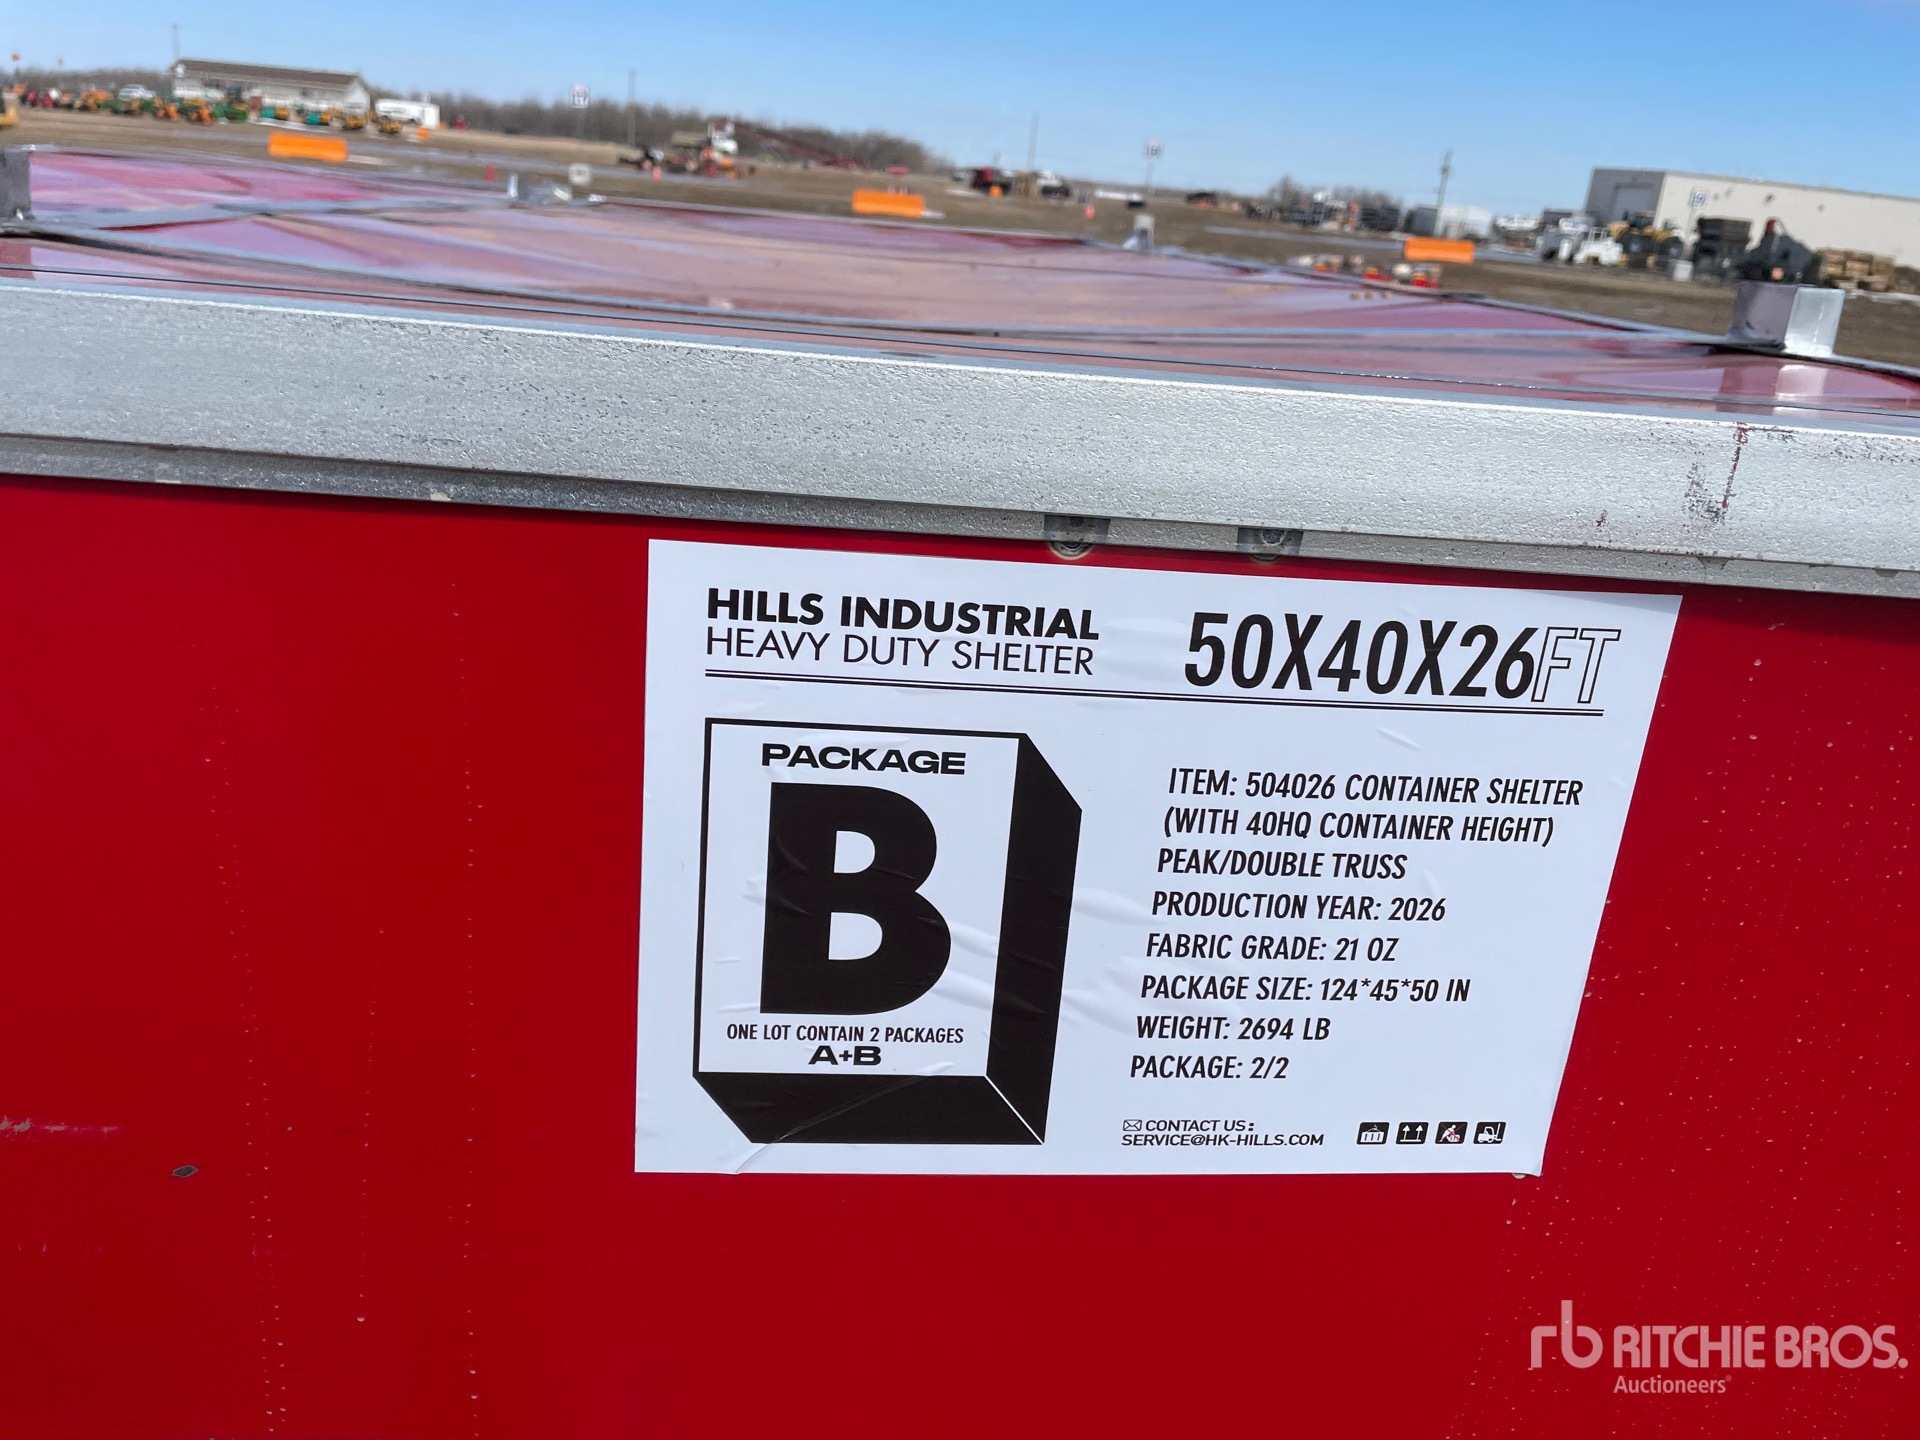 HILLS INDUSTRIAL
HEAVY DUTY SHELTER
50X40X26FT
PACKAGE
B
ONE LOT CONTAIN 2 PACKAGES
A+B
ITEM: 504026 CONTAINER SHELTER
(WITH 40HQ CONTAINER HEIGHT)
PEAK/DOUBLE TRUSS
PRODUCTION YEAR: 2026
FABRIC GRADE: 21 OZ
PACKAGE SIZE: 124*45*50 IN
WEIGHT: 2694 LB
PACKAGE: 2/2
CONTACT US:
SERVICE@HK-HILLS.COM
rb RITCHIE BROS.
Auctioneers®